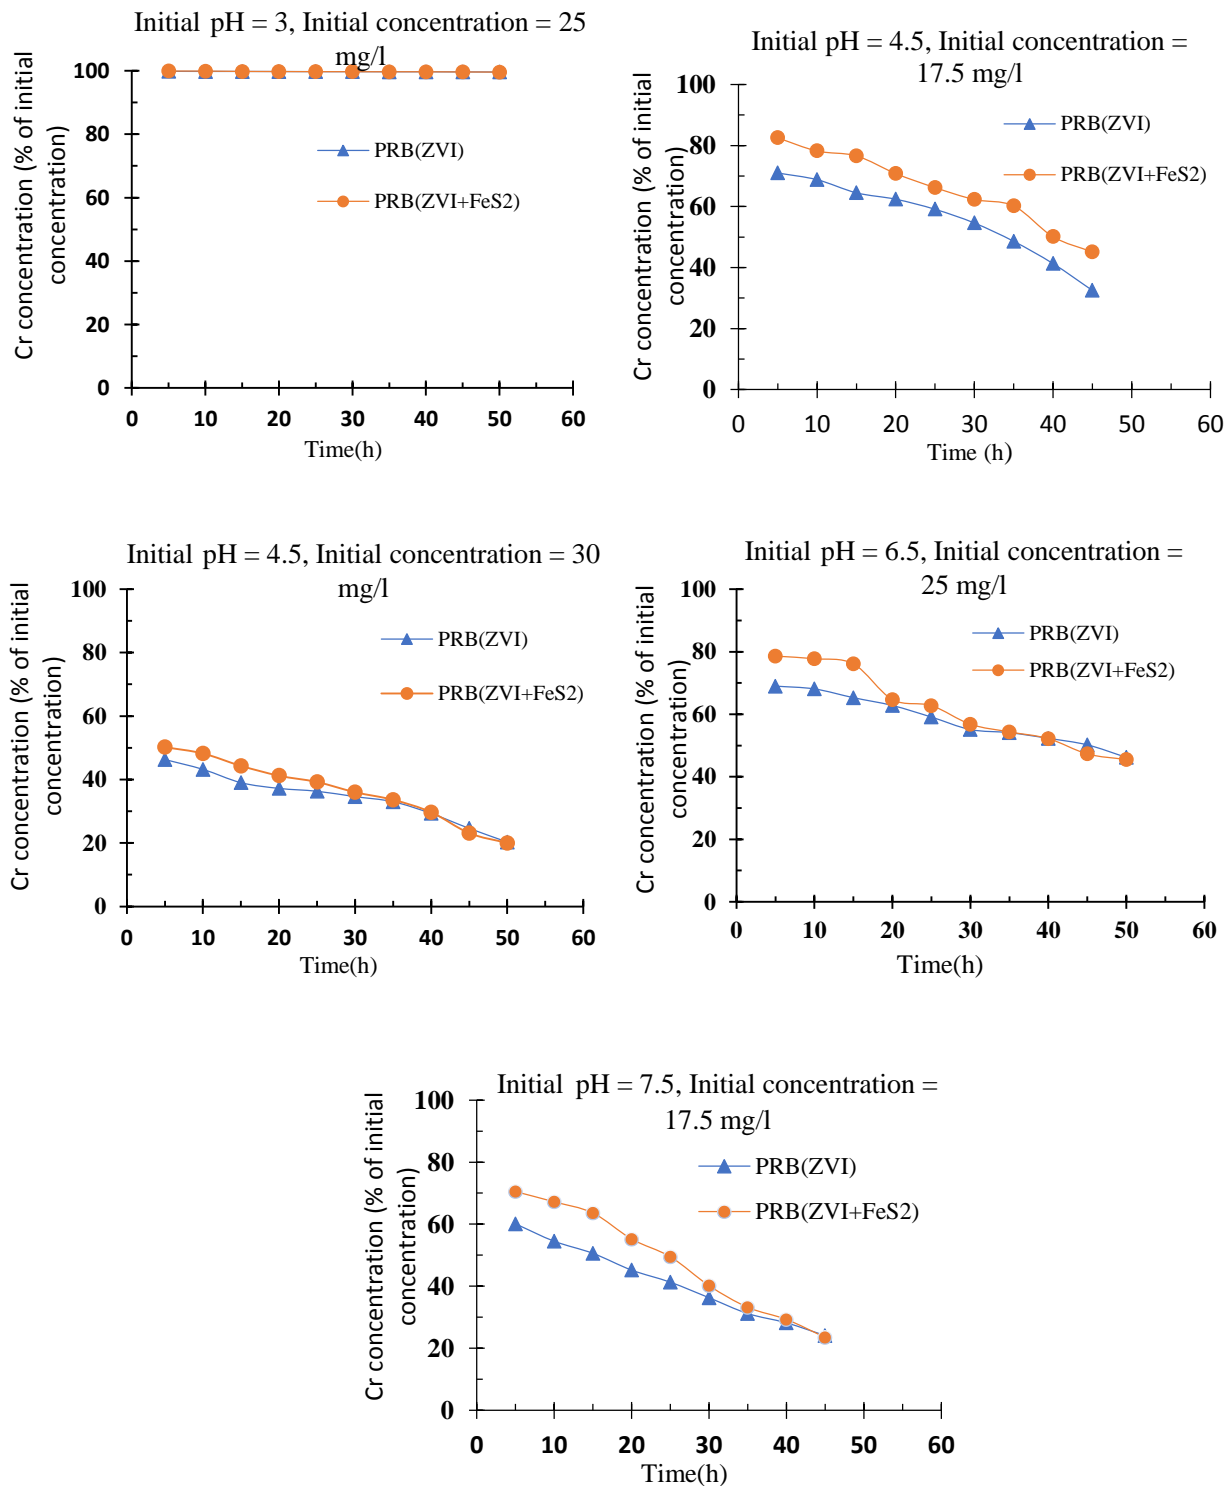 Initial pH = 3, Initial concentration = 25
mg/l
Cr concentration (% of initial
concentration)
100
80
60
40
20
0
PRB(ZVI)
PRB(ZVI+FeS2)
0 10 20 30 40 50 60
Time(h)
Initial pH = 4.5, Initial concentration =
17.5 mg/l
Cr concentration (% of initial
concentration)
100
80
60
40
20
0
PRB(ZVI)
PRB(ZVI+FeS2)
0 10 20 30 40 50 60
Time (h)
Initial pH = 4.5, Initial concentration = 30
mg/l
Cr concentration (% of initial
concentration)
100
80
60
40
20
0
PRB(ZVI)
PRB(ZVI+FeS2)
0 10 20 30 40 50 60
Time(h)
Initial pH = 6.5, Initial concentration =
25 mg/l
Cr concentration (% of initial
concentration)
100
80
60
40
20
0
PRB(ZVI)
PRB(ZVI+FeS2)
0 10 20 30 40 50 60
Time(h)
Initial pH = 7.5, Initial concentration =
17.5 mg/l
Cr concentration (% of initial
concentration)
100
80
60
40
20
0
PRB(ZVI)
PRB(ZVI+FeS2)
0 10 20 30 40 50 60
Time(h)